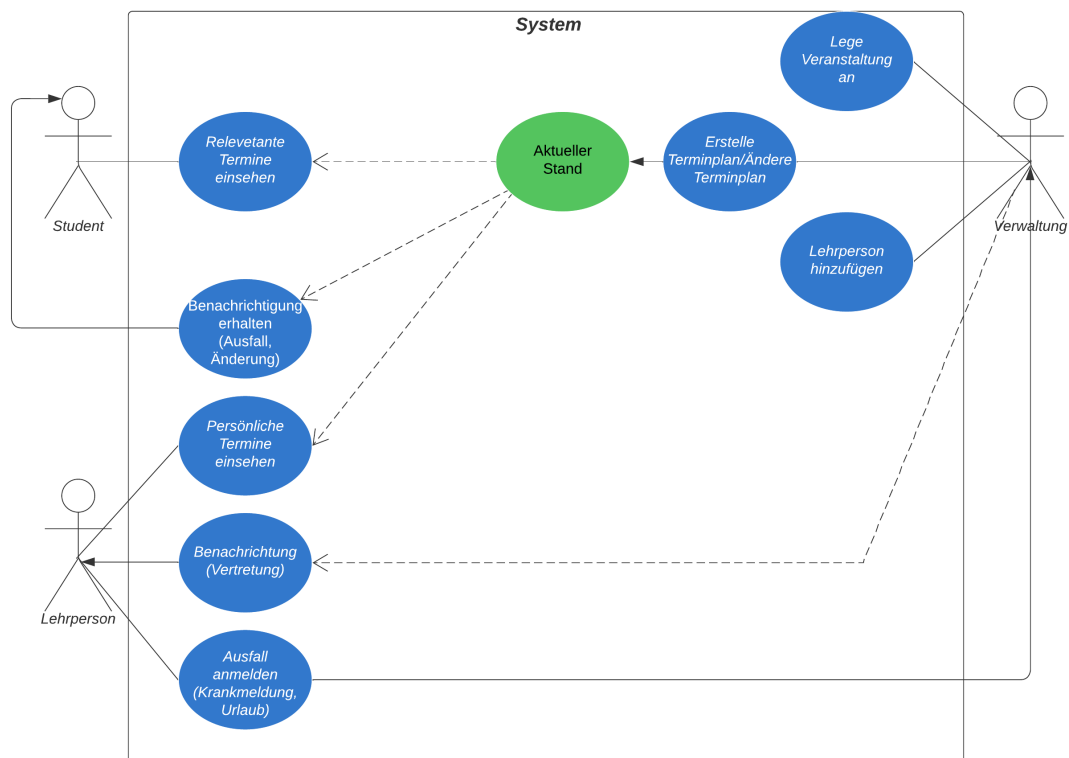 System
Lege
Veranstaltung
an
Relevetante
Termine
einsehen
Aktueller
Stand
Erstelle
Terminplan/Ändere
Terminplan
Student
Verwaltung
Lehrperson
hinzufügen
Benachrichtigung
erhalten
(Ausfall,
Änderung)
Persönliche
Termine
einsehen
Benachrichtung
(Vertretung)
Lehrperson
Ausfall
anmelden
(Krankmeldung,
Urlaub)